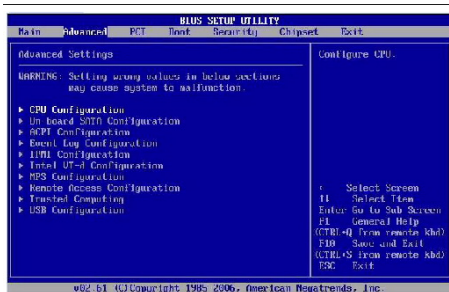 BIOS SETUP UTILITY
Main Advanced PCI Boot Security Chipset Exit
Advanced Settings
WARNING: Setting wrong values in below sections
may cause system to malfunction.
CPU Configuration
On board SATA Configuration
ACPI Configuration
Event Log Configuration
IPMI Configuration
Intel VT-d Configuration
MPS Configuration
Remote Access Configuration
Trusted Computing
USB Configuration
Configure CPU.
Select Screen
Select Item
Enter Go to Sub Screen
F1 General Help
(CTRL+Q from remote kbd)
F10 Save and Exit
(CTRL+S from remote kbd)
ESC Exit
v02.61 (C)Copyright 1985-2006, American Megatrends, Inc.